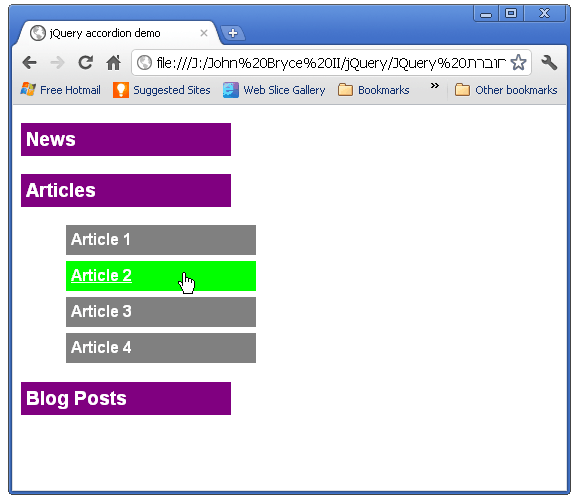 jQuery accordion demo
file:///J:/John%20Bryce%20II/jQuery/JQuery%20חוברת
Free Hotmail
Suggested Sites
Web Slice Gallery
Bookmarks
»
Other bookmarks
News
Articles
Article 1
Article 2
Article 3
Article 4
Blog Posts